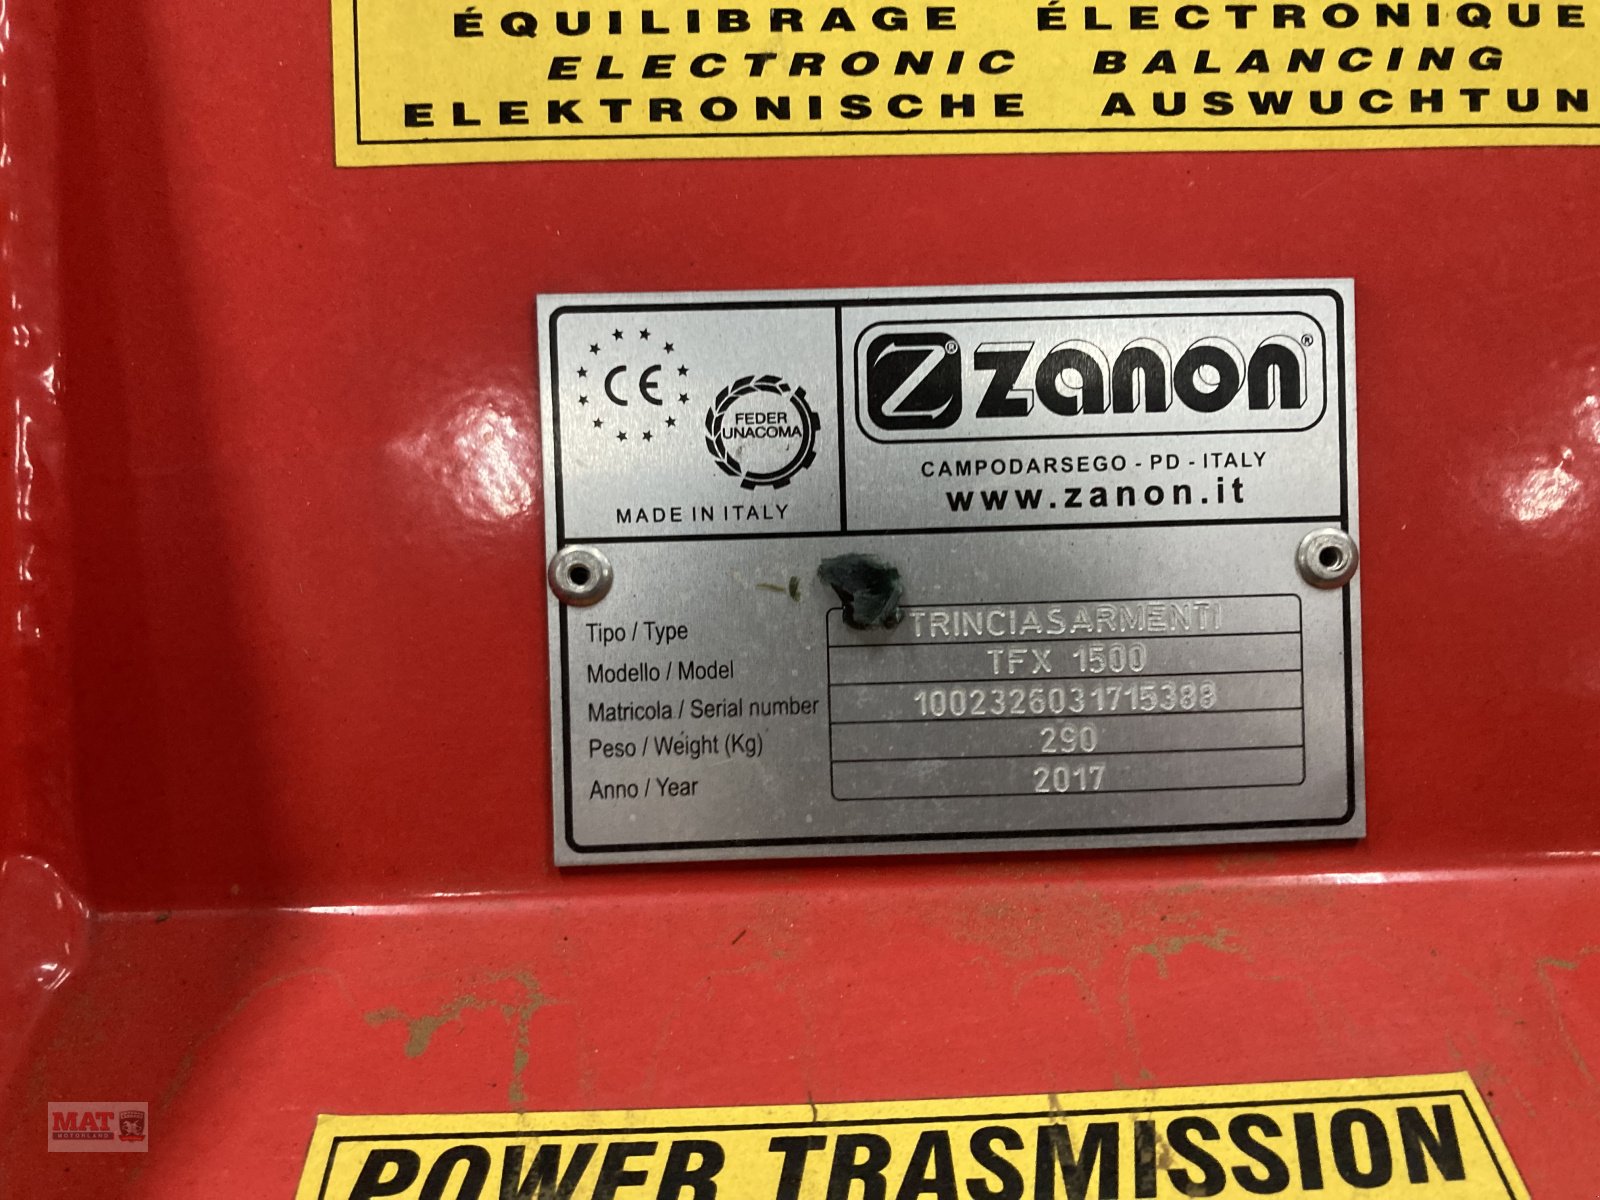 ÉQUILIBRAGE ÉLECTRONIQUE
ELECTRONIC BALANCING
ELEKTRONISCHE AUSWUCHTUN
CE
FEDER
UNACOMA
MADE IN ITALY
Z® zanon®
CAMPODARSEGO - PD - ITALY
www.zanon.it
Tipo / Type TRINCIASARMENTI
Modello / Model TFX 1500
Matricola / Serial number 1002326031715388
Peso / Weight (Kg) 290
Anno / Year 2017
POWER TRASMISSION
MAT
MOTORLAND